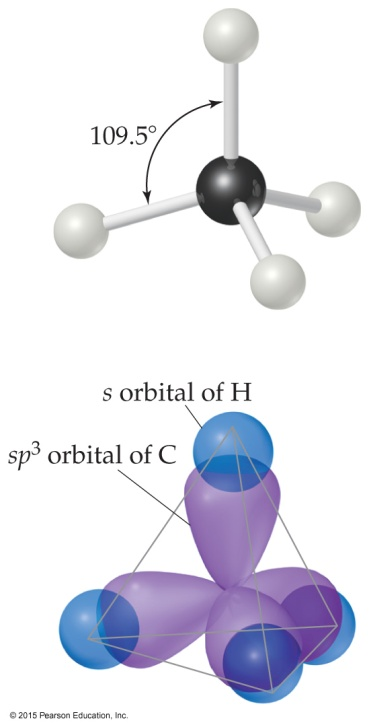 109.5°
s orbital of H
sp³ orbital of C
© 2015 Pearson Education, Inc.